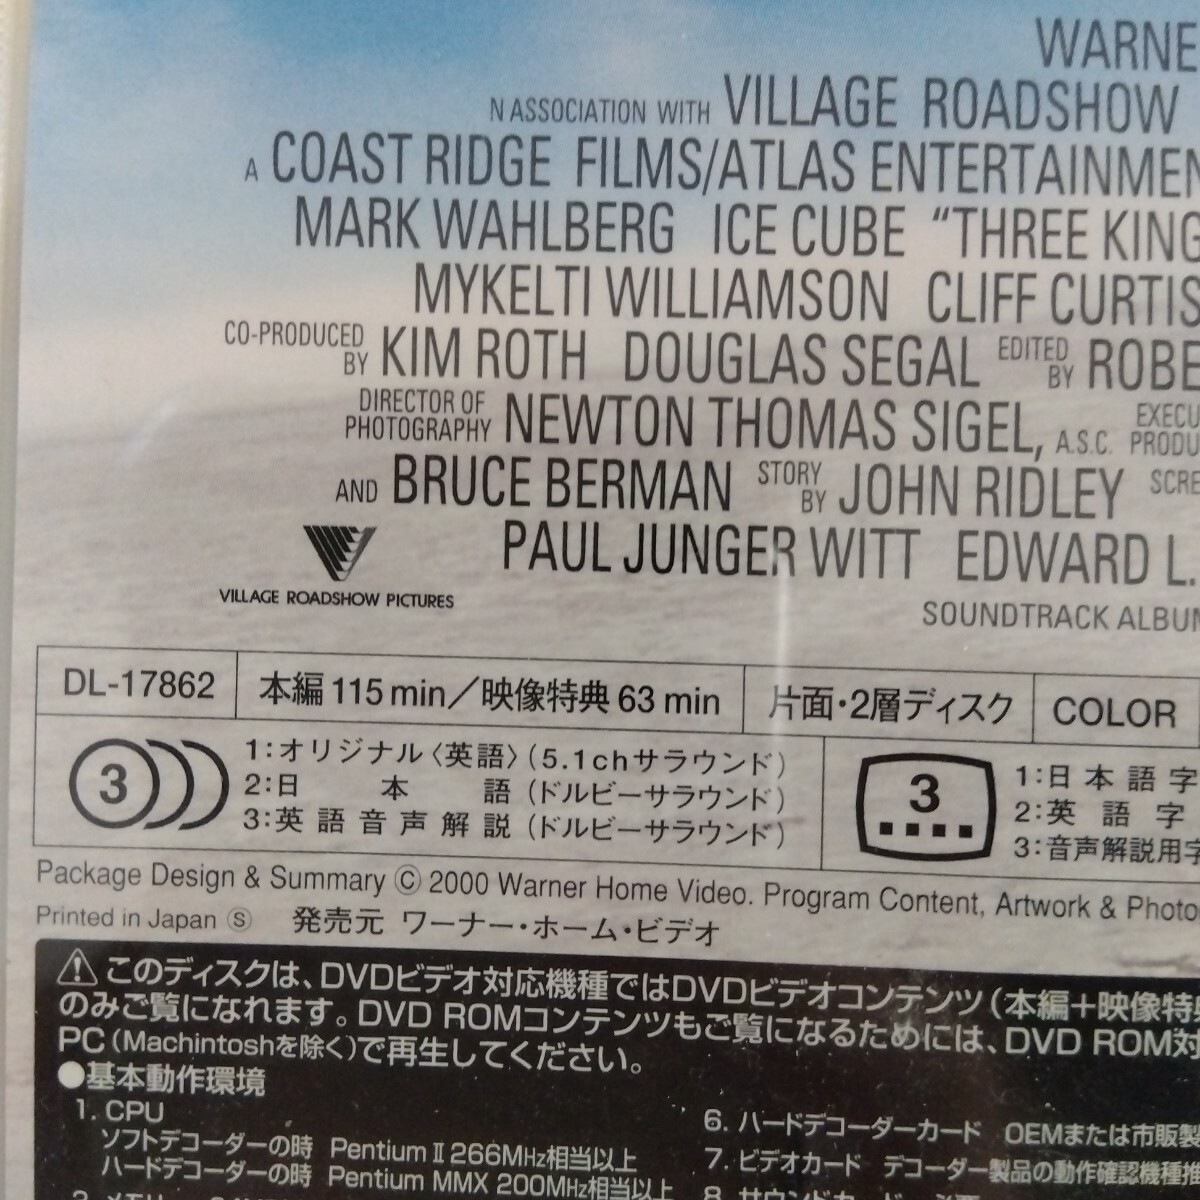 WARNE
N ASSOCIATION WITH VILLAGE ROADSHOW
A COAST RIDGE FILMS/ATLAS ENTERTAINMEN
MARK WAHLBERG ICE CUBE “THREE KING
MYKELTI WILLIAMSON CLIFF CURTIS
CO-PRODUCED BY KIM ROTH DOUGLAS SEGAL EDITED BY ROBE
DIRECTOR OF PHOTOGRAPHY NEWTON THOMAS SIGEL, A.S.C. EXECU PRODU
AND BRUCE BERMAN STORY BY JOHN RIDLEY SCRE
PAUL JUNGER WITT EDWARD L.
VILLAGE ROADSHOW PICTURES
SOUNDTRACK ALBUM
DL-17862 本編115min／映像特典63min 片面・2層ディスク COLOR
3 1:オリジナル〈英語〉(5.1chサラウンド)
2:日本語(ドルビーサラウンド)
3:英語音声解説(ドルビーサラウンド)
3 1:日本語字
2:英語字
3:音声解説用字
Package Design & Summary © 2000 Warner Home Video. Program Content, Artwork & Photo
Printed in Japan Ⓢ 発売元 ワーナー・ホーム・ビデオ
⚠このディスクは、DVDビデオ対応機種ではDVDビデオコンテンツ(本編+映像特典
のみご覧になれます。DVD ROMコンテンツもご覧になるためには、DVD ROM対
PC(Machintoshを除く)で再生してください。
●基本動作環境
1. CPU
ソフトデコーダーの時 PentiumⅡ266MHz相当以上
ハードデコーダーの時 Pentium MMX 200MHz相当以上
6. ハードデコーダーカード OEMまたは市販製
7. ビデオカード デコーダー製品の動作確認機種推